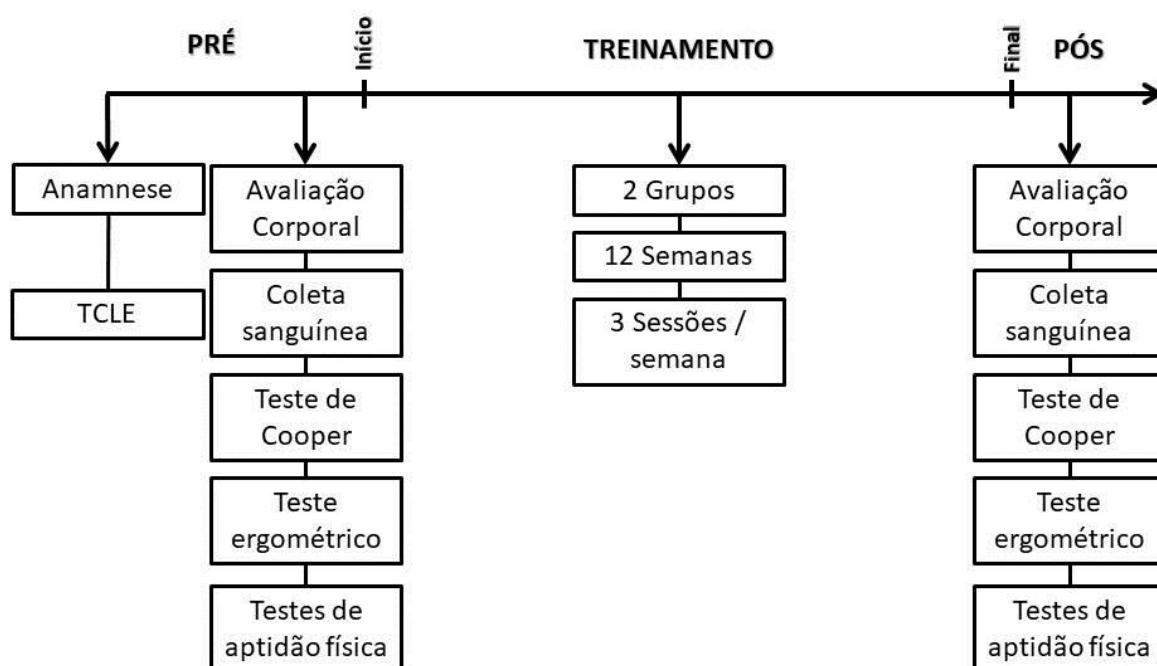 PRÉ
Início
TREINAMENTO
Final
PÓS
Anamnese
TCLE
Avaliação
Corporal
Coleta
sanguínea
Teste de
Cooper
Teste
ergométrico
Testes de
aptidão física
2 Grupos
12 Semanas
3 Sessões /
semana
Avaliação
Corporal
Coleta
sanguínea
Teste de
Cooper
Teste
ergométrico
Testes de
aptidão física